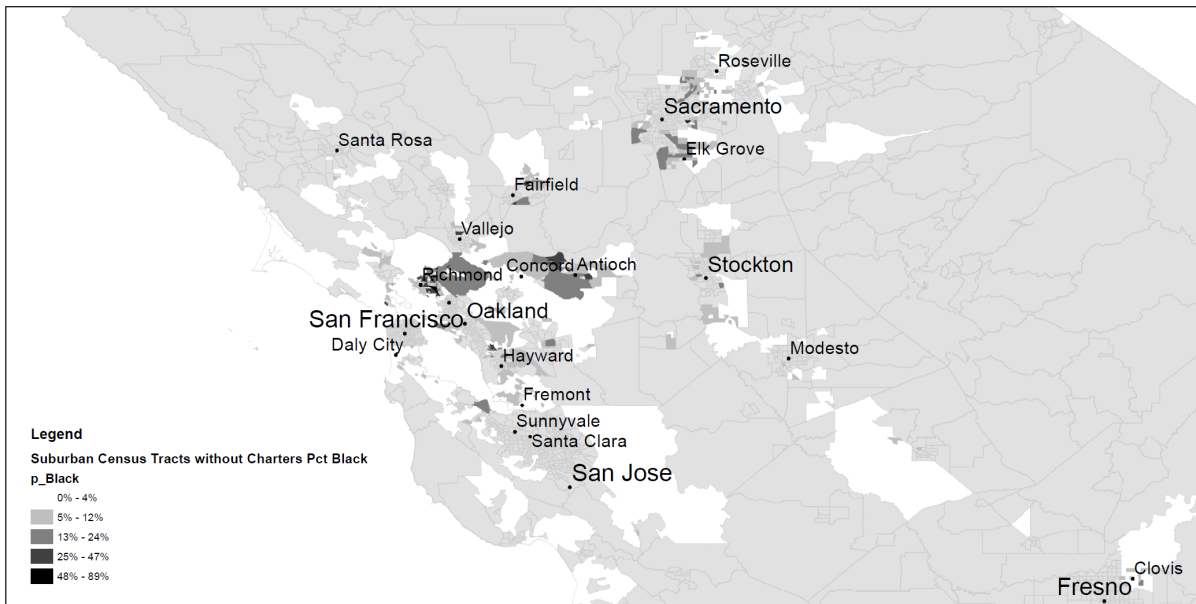 Roseville
Sacramento
Santa Rosa
Elk Grove
Fairfield
Vallejo
Richmond
Concord
Antioch
Stockton
San Francisco
Oakland
Daly City
Modesto
Hayward
Fremont
Sunnyvale
Santa Clara
San Jose
Legend
Suburban Census Tracts without Charters Pct Black
p_Black
0% - 4%
5% - 12%
13% - 24%
25% - 47%
48% - 89%
Clovis
Fresno